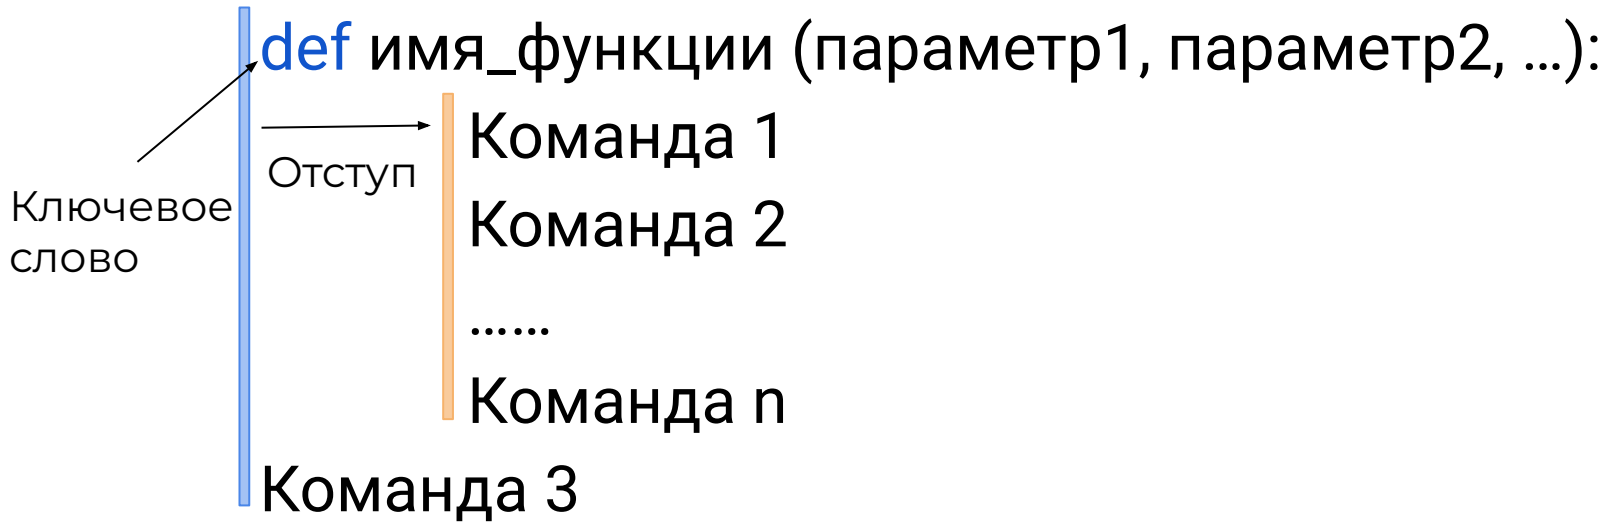 def имя_функции (параметр1, параметр2, ...):
Команда 1
Отступ
Ключевое
слово
Команда 2
......
Команда n
Команда 3